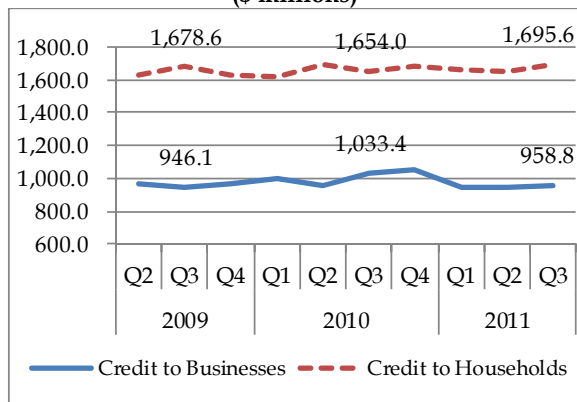 ($ millions)
1,800.0
1,600.0
1,400.0
1,200.0
1,000.0
800.0
600.0
1,678.6 1,654.0 1,695.6
946.1 1,033.4 958.8
Q2 Q3 Q4 Q1 Q2 Q3 Q4 Q1 Q2 Q3
2009 2010 2011
Credit to Businesses Credit to Households